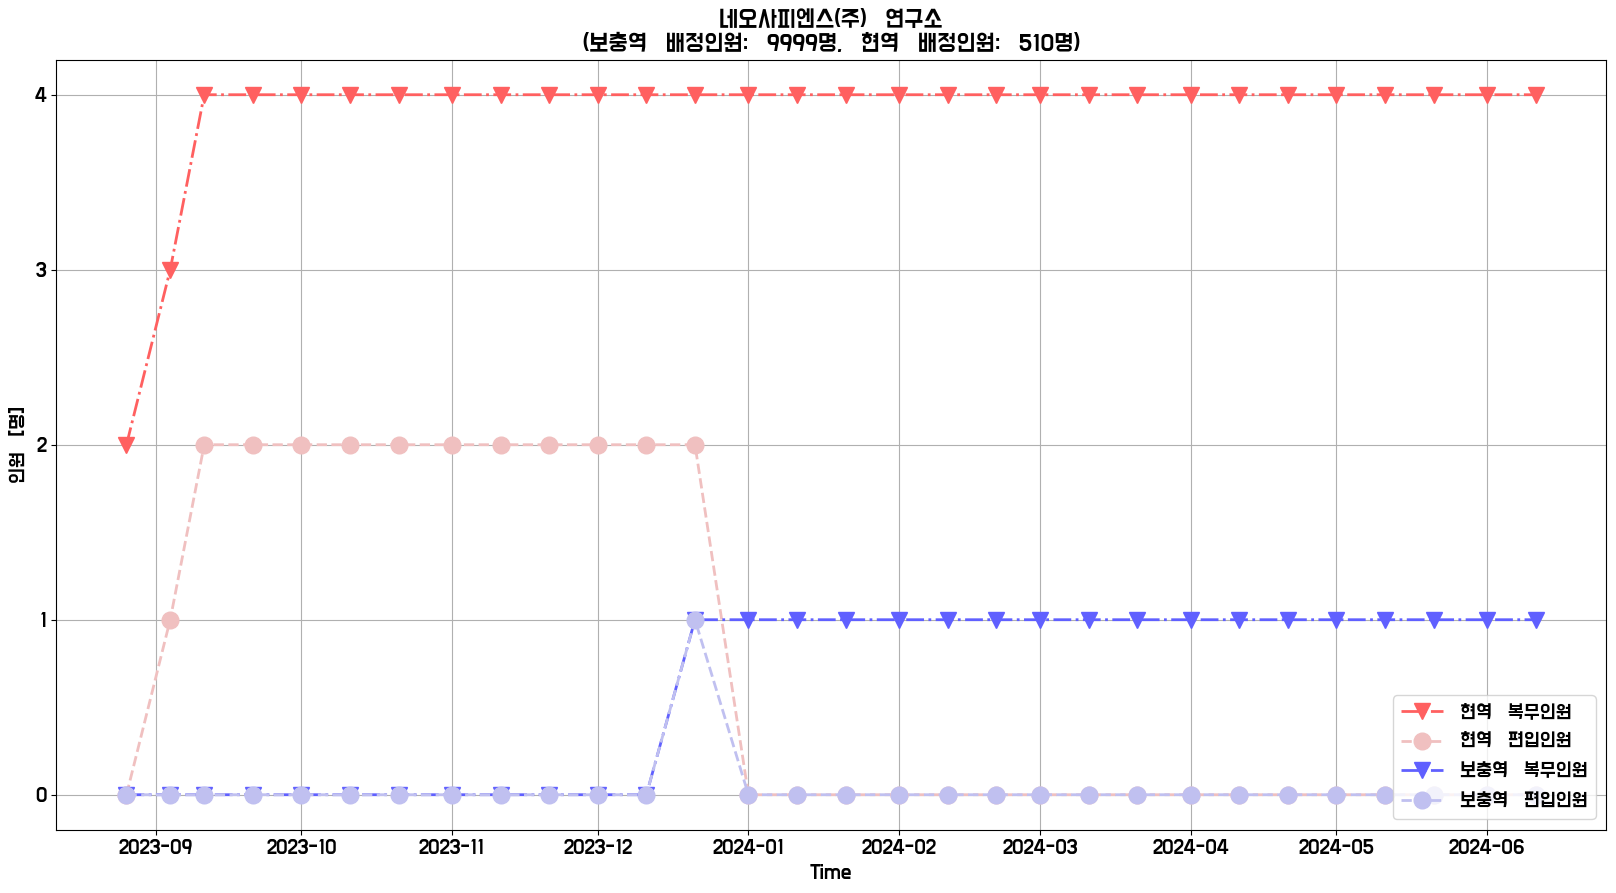 네오사피엔스(주) 연구소
(보충역 배정인원: 9999명, 현역 배정인원: 510명)
4
3
2
1
0
인원 [명]
2023-09 2023-10 2023-11 2023-12 2024-01 2024-02 2024-03 2024-04 2024-05 2024-06
Time
현역 복무인원
현역 편입인원
보충역 복무인원
보충역 편입인원